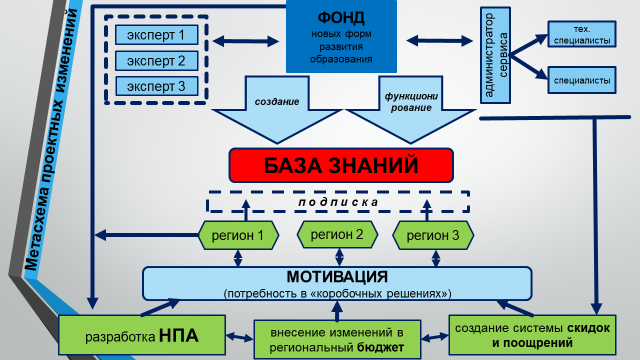 Метасхема проектных изменений
эксперт 1
эксперт 2
эксперт 3
ФОНД
новых форм
развития
образования
администратор
сервиса
тех.
специалисты
специалисты
создание
функциони
рование
БАЗА ЗНАНИЙ
подписка
регион 1
регион 2
регион 3
МОТИВАЦИЯ
(потребность в «коробочных решениях»)
разработка НПА
внесение изменений в
региональный бюджет
создание системы скидок
и поощрений